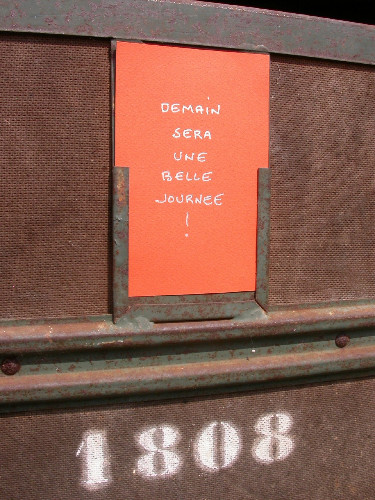 DEMAIN
SERA
UNE
BELLE
JOURNEE
!
1808